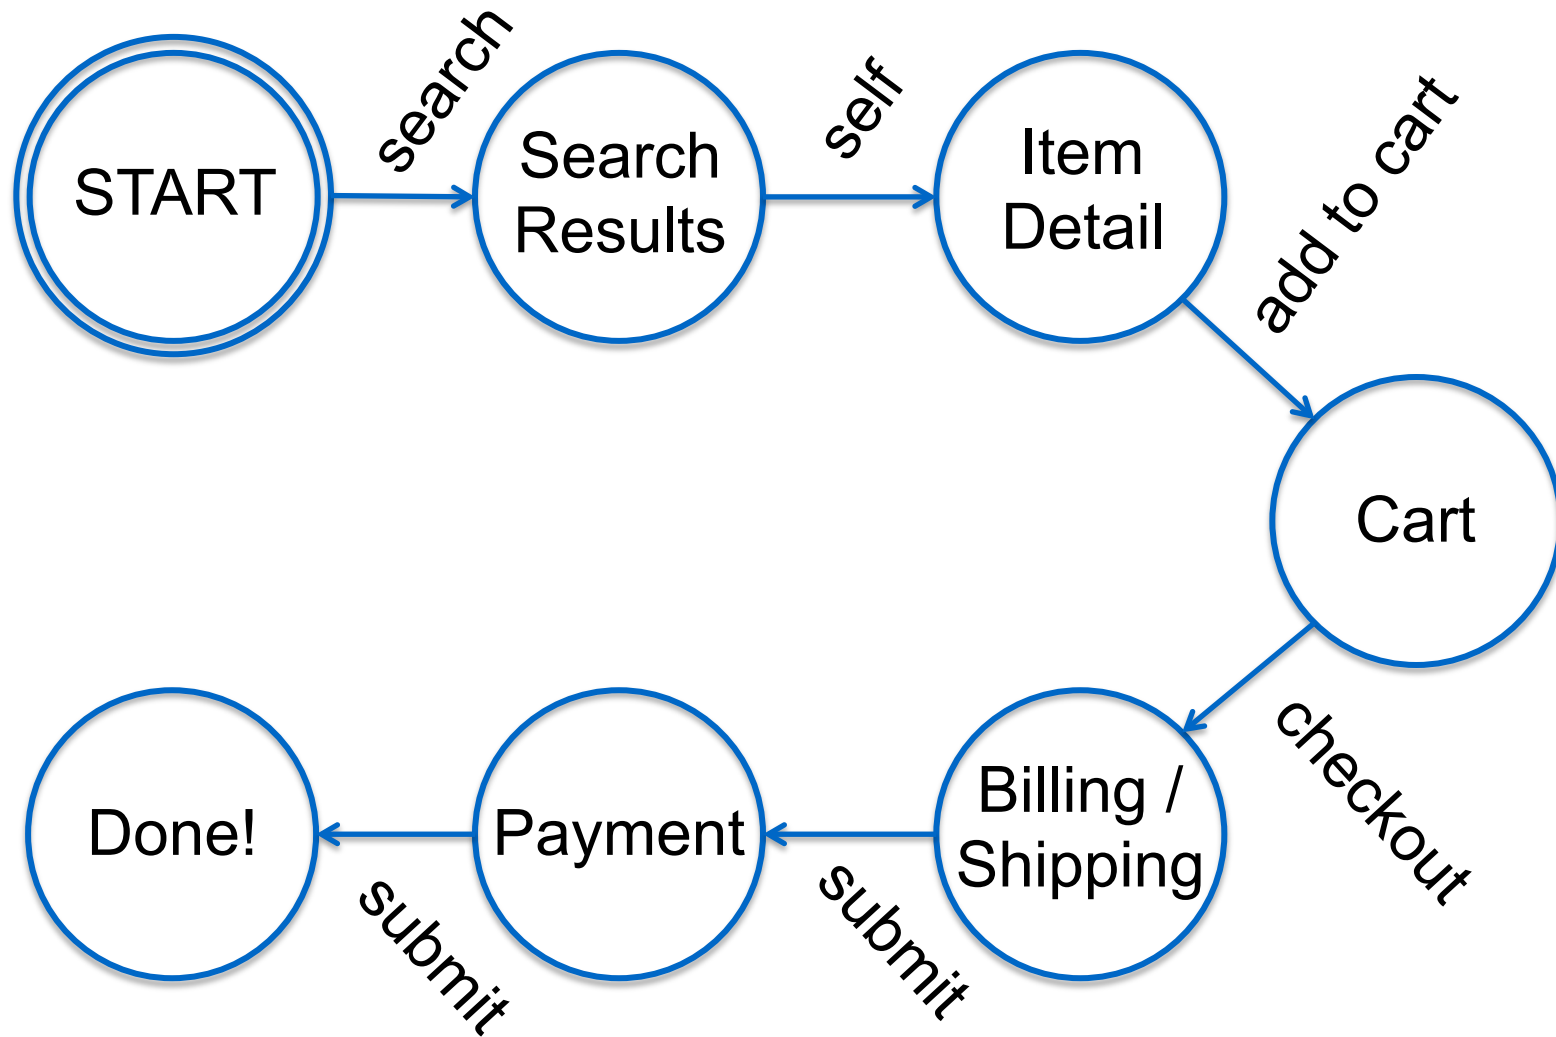 START
search
Search
Results
self
Item
Detail
add to cart
Cart
checkout
Billing /
Shipping
submit
Payment
submit
Done!